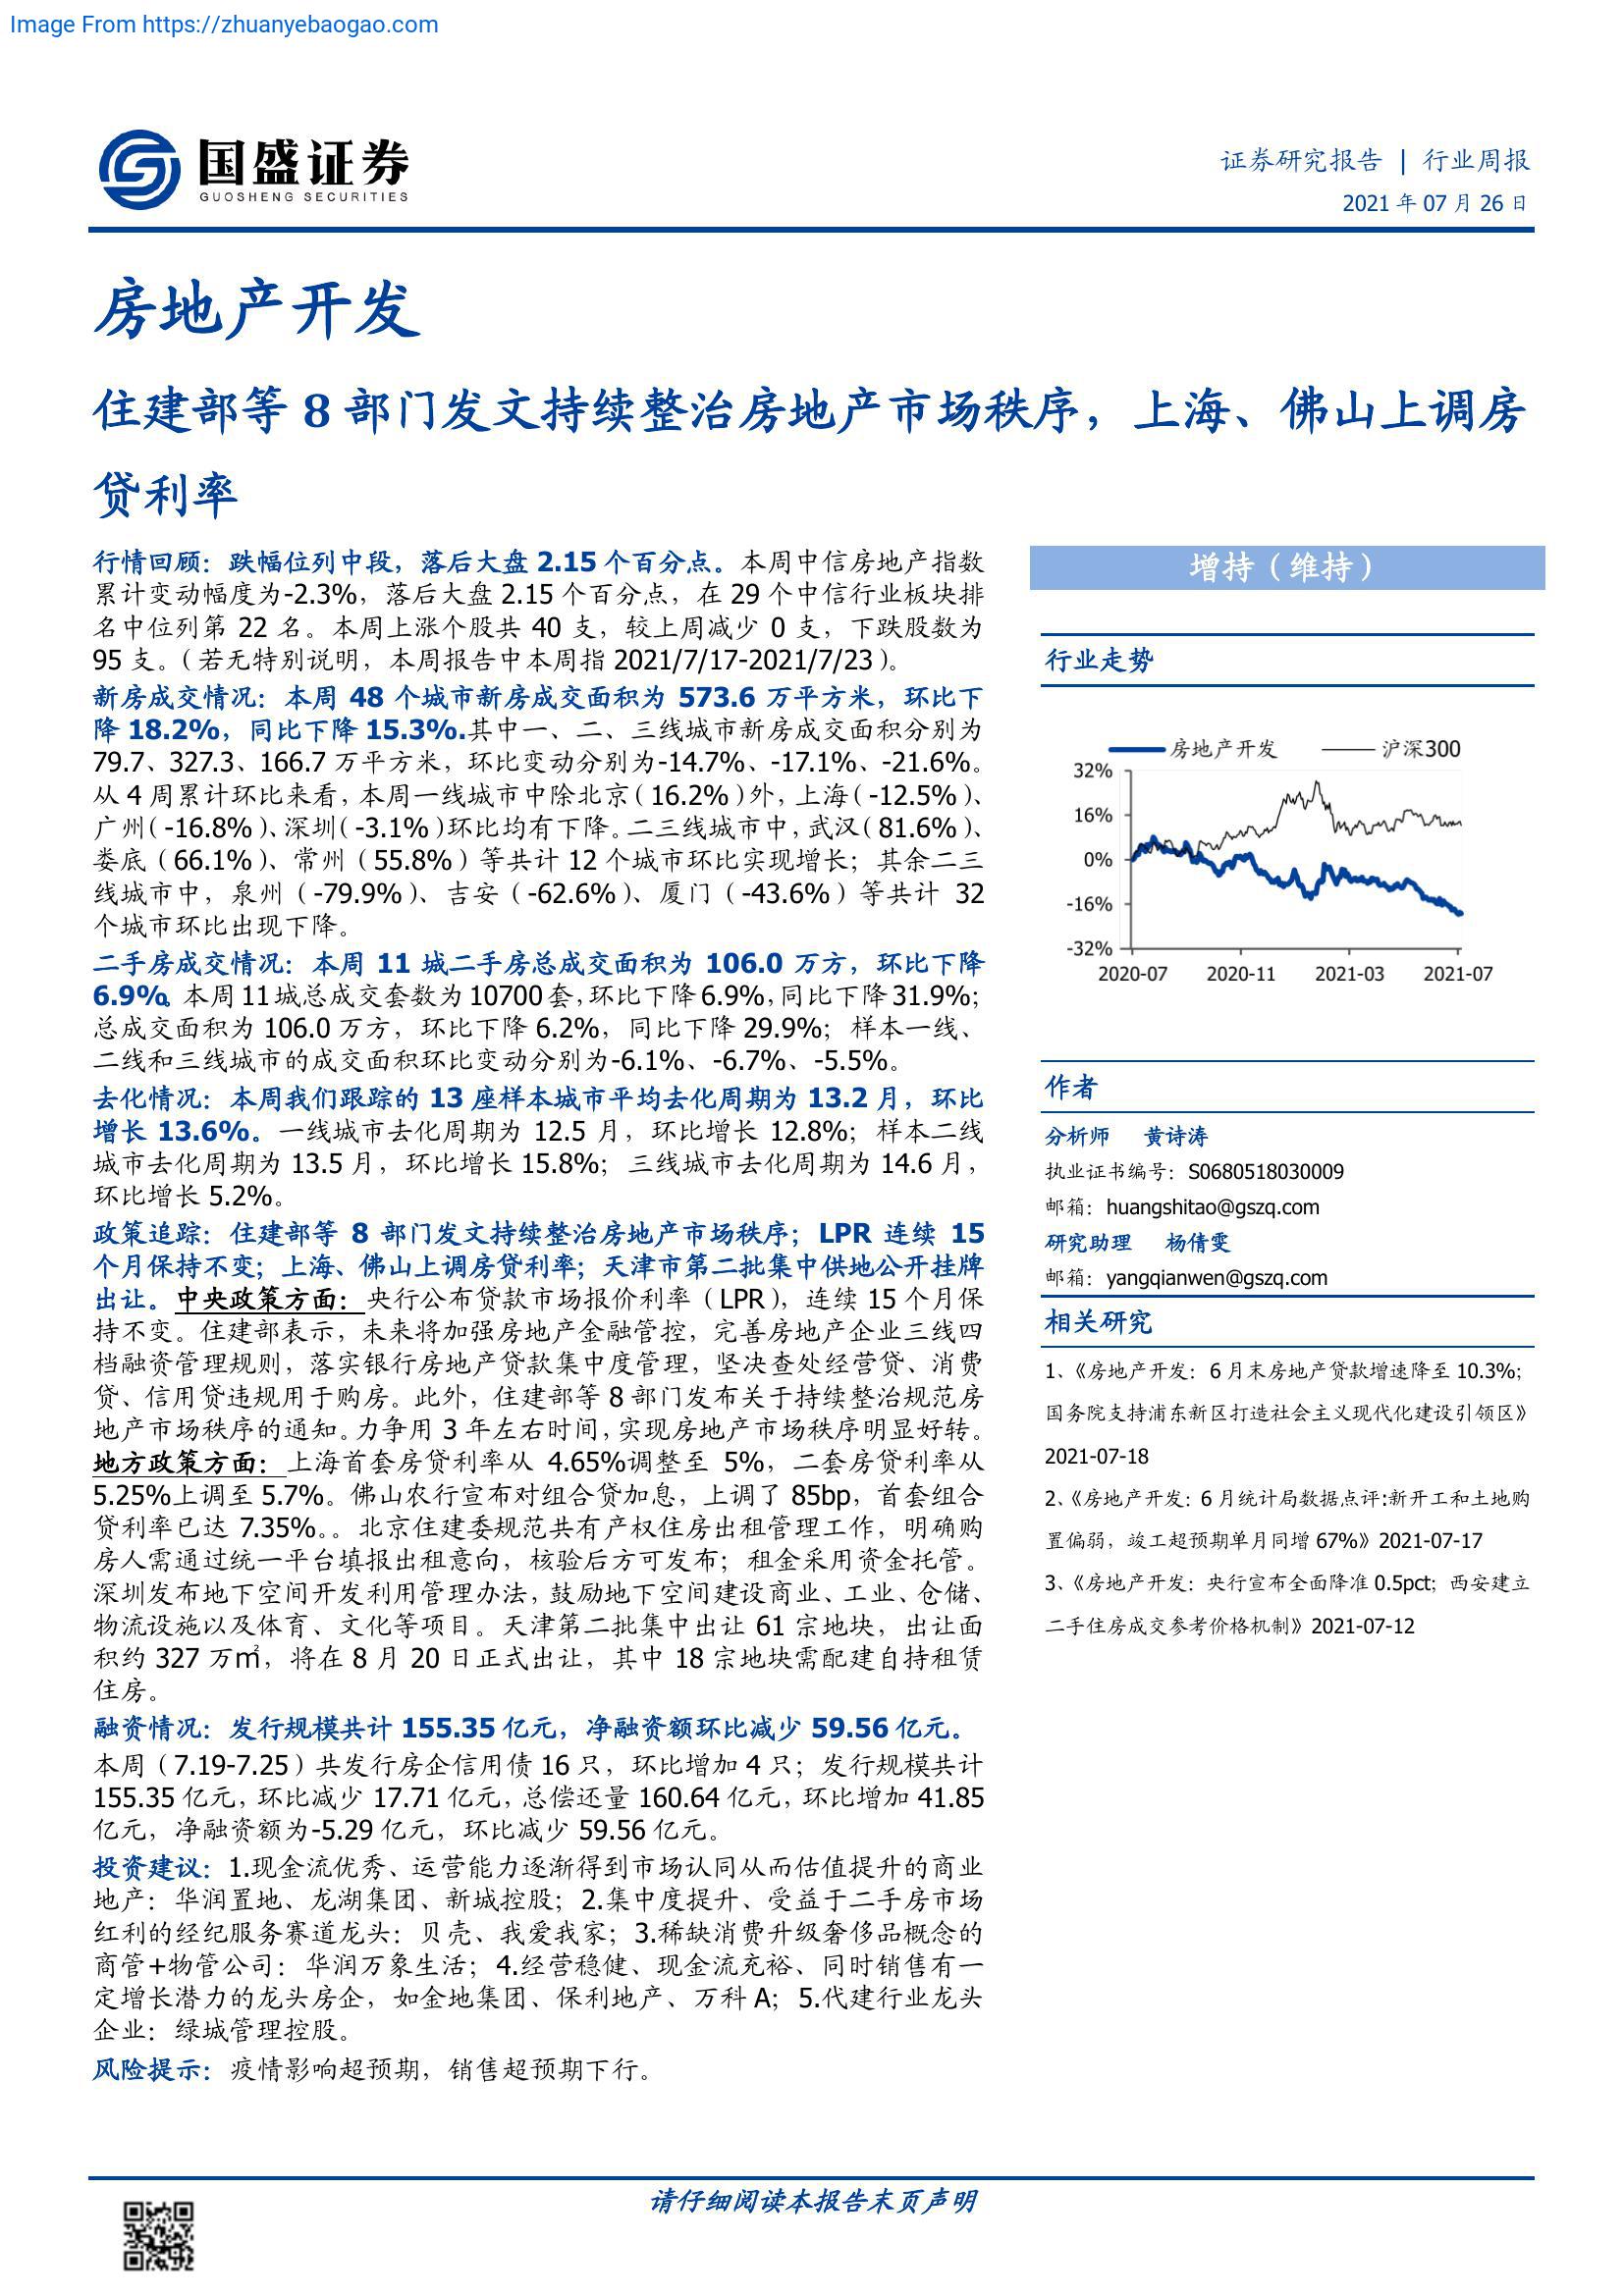 Image From https://zhuanyebaogao.com
国盛证券
GUOSHENG SECURITIES
证券研究报告 | 行业周报
2021 年 07 月 26 日
房地产开发
住建部等 8 部门发文持续整治房地产市场秩序，上海、佛山上调房
贷利率
行情回顾：跌幅位列中段，落后大盘 2.15 个百分点。本周中信房地产指数
累计变动幅度为-2.3%，落后大盘 2.15 个百分点，在 29 个中信行业板块排
名中位列第 22 名。本周上涨个股共 40 支，较上周减少 0 支，下跌股数为
95 支。（若无特别说明，本周报告中本周指 2021/7/17-2021/7/23）。
新房成交情况：本周 48 个城市新房成交面积为 573.6 万平方米，环比下
降 18.2%，同比下降 15.3%.其中一、二、三线城市新房成交面积分别为
79.7、327.3、166.7 万平方米，环比变动分别为-14.7%、-17.1%、-21.6%。
从 4 周累计环比来看，本周一线城市中除北京（16.2%）外，上海（-12.5%）、
广州（-16.8%）、深圳（-3.1%）环比均有下降。二三线城市中，武汉（81.6%）、
娄底（66.1%）、常州（55.8%）等共计 12 个城市环比实现增长；其余二三
线城市中，泉州（-79.9%）、吉安（-62.6%）、厦门（-43.6%）等共计 32
个城市环比出现下降。
二手房成交情况：本周 11 城二手房总成交面积为 106.0 万方，环比下降
6.9%。本周 11 城总成交套数为 10700 套，环比下降 6.9%，同比下降 31.9%；
总成交面积为 106.0 万方，环比下降 6.2%，同比下降 29.9%；样本一线、
二线和三线城市的成交面积环比变动分别为-6.1%、-6.7%、-5.5%。
去化情况：本周我们跟踪的 13 座样本城市平均去化周期为 13.2 月，环比
增长 13.6%。一线城市去化周期为 12.5 月，环比增长 12.8%；样本二线
城市去化周期为 13.5 月，环比增长 15.8%；三线城市去化周期为 14.6 月，
环比增长 5.2%。
政策追踪：住建部等 8 部门发文持续整治房地产市场秩序；LPR 连续 15
个月保持不变；上海、佛山上调房贷利率；天津市第二批集中供地公开挂牌
出让。中央政策方面：央行公布贷款市场报价利率（LPR），连续 15 个月保
持不变。住建部表示，未来将加强房地产金融管控，完善房地产企业三线四
档融资管理规则，落实银行房地产贷款集中度管理，坚决查处经营贷、消费
贷、信用贷违规用于购房。此外，住建部等 8 部门发布关于持续整治规范房
地产市场秩序的通知。力争用 3 年左右时间，实现房地产市场秩序明显好转。
地方政策方面：上海首套房贷利率从 4.65%调整至 5%，二套房贷利率从
5.25%上调至 5.7%。佛山农行宣布对组合贷加息，上调了 85bp，首套组合
贷利率已达 7.35%。。北京住建委规范共有产权住房出租管理工作，明确购
房人需通过统一平台填报出租意向，核验后方可发布；租金采用资金托管。
深圳发布地下空间开发利用管理办法，鼓励地下空间建设商业、工业、仓储、
物流设施以及体育、文化等项目。天津第二批集中出让 61 宗地块，出让面
积约 327 万㎡，将在 8 月 20 日正式出让，其中 18 宗地块需配建自持租赁
住房。
融资情况：发行规模共计 155.35 亿元，净融资额环比减少 59.56 亿元。
本周（7.19-7.25）共发行房企信用债 16 只，环比增加 4 只；发行规模共计
155.35 亿元，环比减少 17.71 亿元，总偿还量 160.64 亿元，环比增加 41.85
亿元，净融资额为-5.29 亿元，环比减少 59.56 亿元。
投资建议：1.现金流优秀、运营能力逐渐得到市场认同从而估值提升的商业
地产：华润置地、龙湖集团、新城控股；2.集中度提升、受益于二手房市场
红利的经纪服务赛道龙头：贝壳、我爱我家；3.稀缺消费升级奢侈品概念的
商管+物管公司：华润万象生活；4.经营稳健、现金流充裕、同时销售有一
定增长潜力的龙头房企，如金地集团、保利地产、万科 A；5.代建行业龙头
企业：绿城管理控股。
风险提示：疫情影响超预期，销售超预期下行。
增持（维持）
行业走势
房地产开发 沪深300
32%
16%
0%
-16%
-32%
2020-07 2020-11 2021-03 2021-07
作者
分析师 黄诗涛
执业证书编号：S0680518030009
邮箱：huangshitao@gszq.com
研究助理 杨倩雯
邮箱：yangqianwen@gszq.com
相关研究
1、《房地产开发：6 月末房地产贷款增速降至 10.3%；
国务院支持浦东新区打造社会主义现代化建设引领区》
2021-07-18
2、《房地产开发：6 月统计局数据点评:新开工和土地购
置偏弱，竣工超预期单月同增 67%》2021-07-17
3、《房地产开发：央行宣布全面降准 0.5pct；西安建立
二手住房成交参考价格机制》2021-07-12
请仔细阅读本报告末页声明